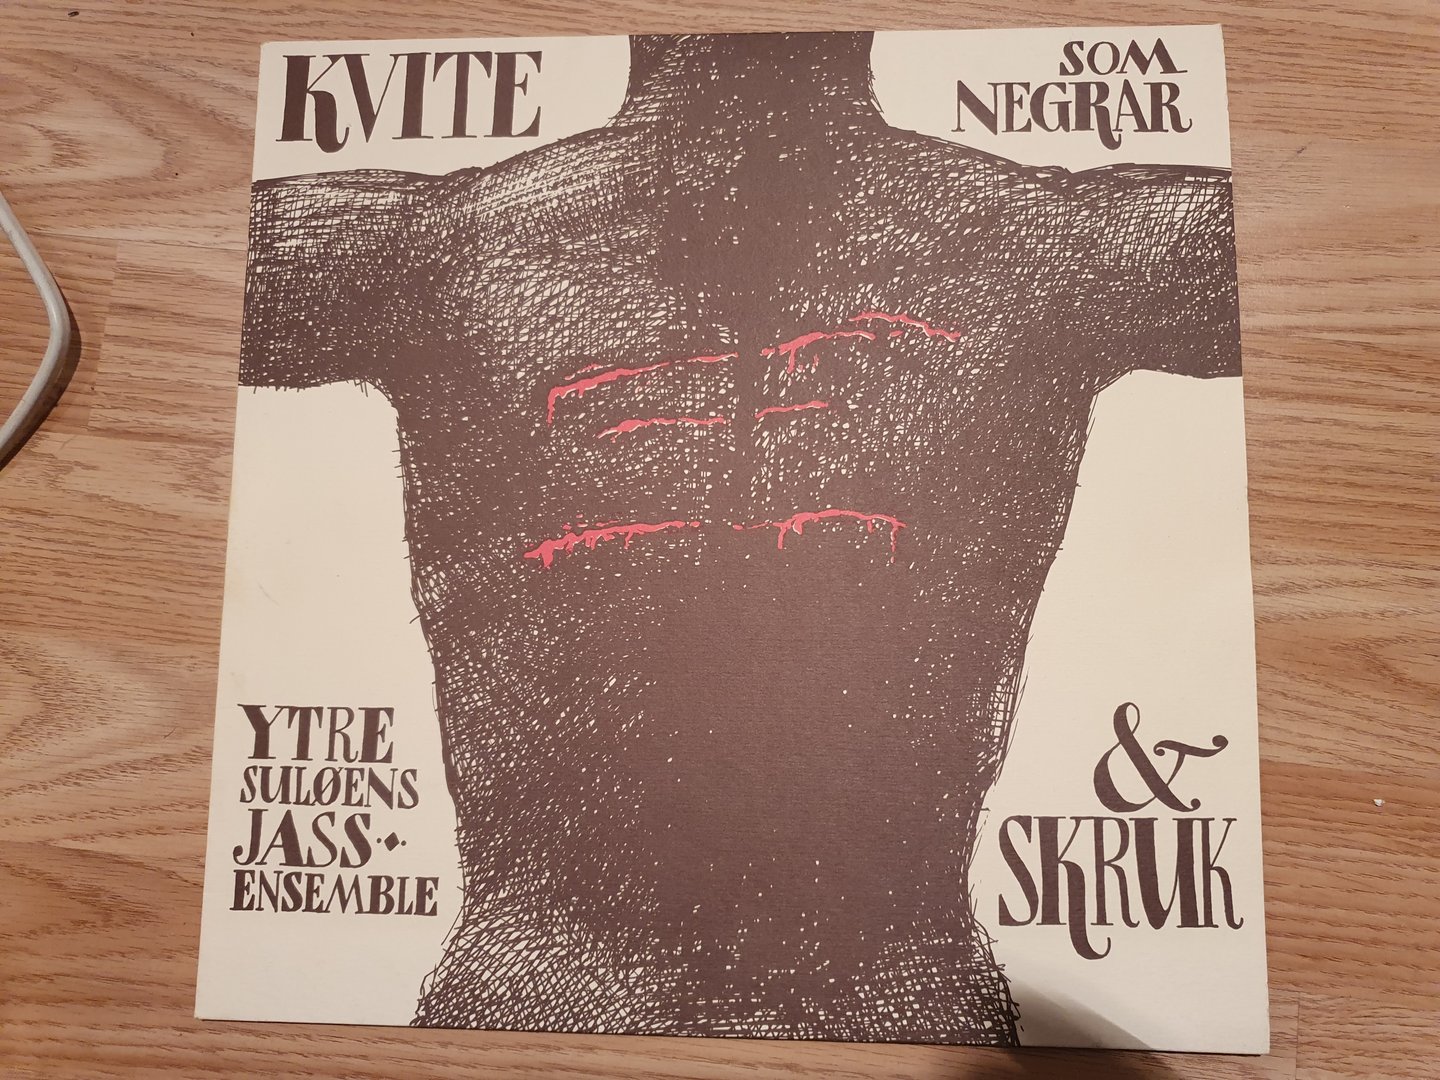 KVITE
SOM
NEGRAR
YTRE
SULØENS
JASS
ENSEMBLE
&
SKRUK